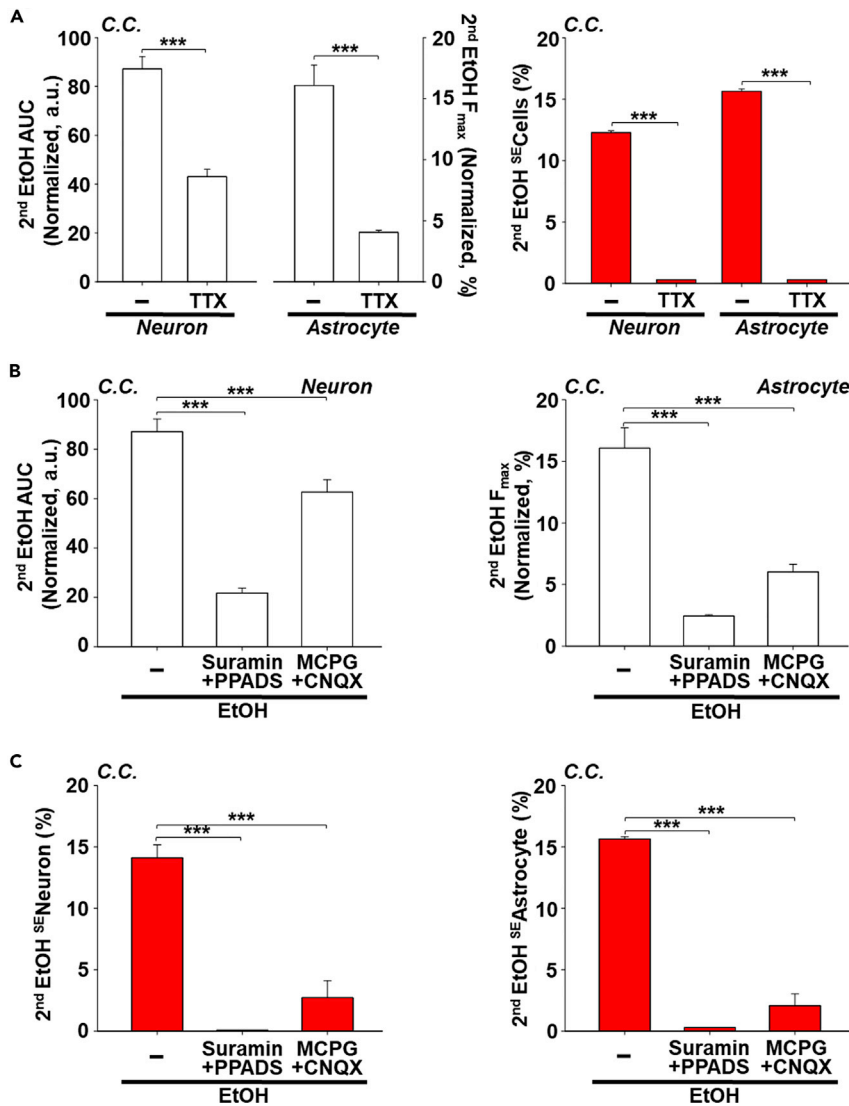 A
C.C.
2nd EtOH AUC
(Normalized, a.u.)
100
80
60
40
20
0
***
***
20
15
10
5
0
2nd EtOH Fmax (Normalized, %)
– TTX – TTX
Neuron Astrocyte
C.C.
2nd EtOH SECells (%)
20
15
10
5
0
***
***
– TTX – TTX
Neuron Astrocyte
B
C.C. Neuron
2nd EtOH AUC
(Normalized, a.u.)
100
80
60
40
20
0
***
***
– Suramin MCPG
+PPADS +CNQX
EtOH
C.C. Astrocyte
2nd EtOH Fmax
(Normalized, %)
20
15
10
5
0
***
***
– Suramin MCPG
+PPADS +CNQX
EtOH
C
C.C.
2nd EtOH SENeuron (%)
20
15
10
5
0
***
***
– Suramin MCPG
+PPADS +CNQX
EtOH
C.C.
2nd EtOH SEAstrocyte (%)
20
15
10
5
0
***
***
– Suramin MCPG
+PPADS +CNQX
EtOH